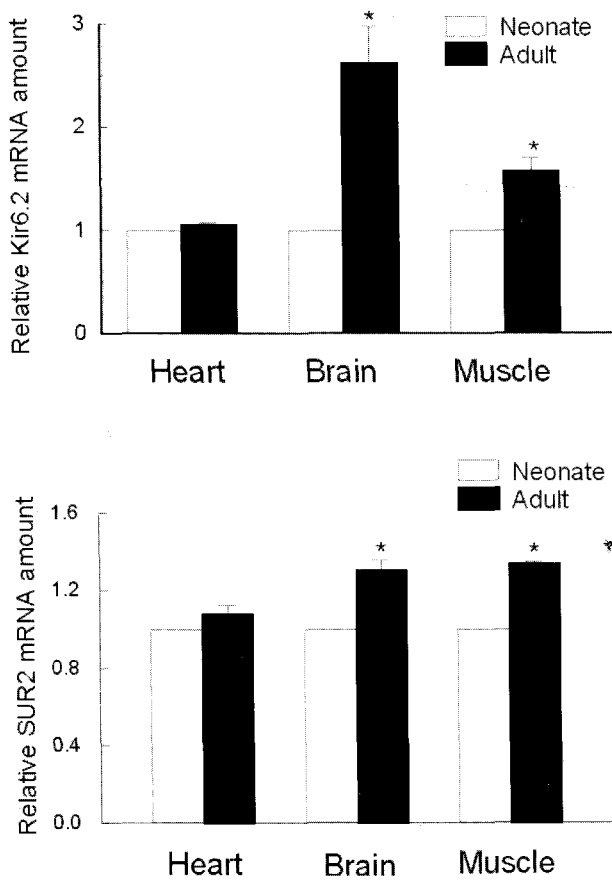 Relative Kir6.2 mRNA amount
3
2
1
0
Neonate
Adult
*
*
Heart Brain Muscle
Relative SUR2 mRNA amount
1.6
1.2
0.8
0.4
0.0
Neonate
Adult
* * *
Heart Brain Muscle